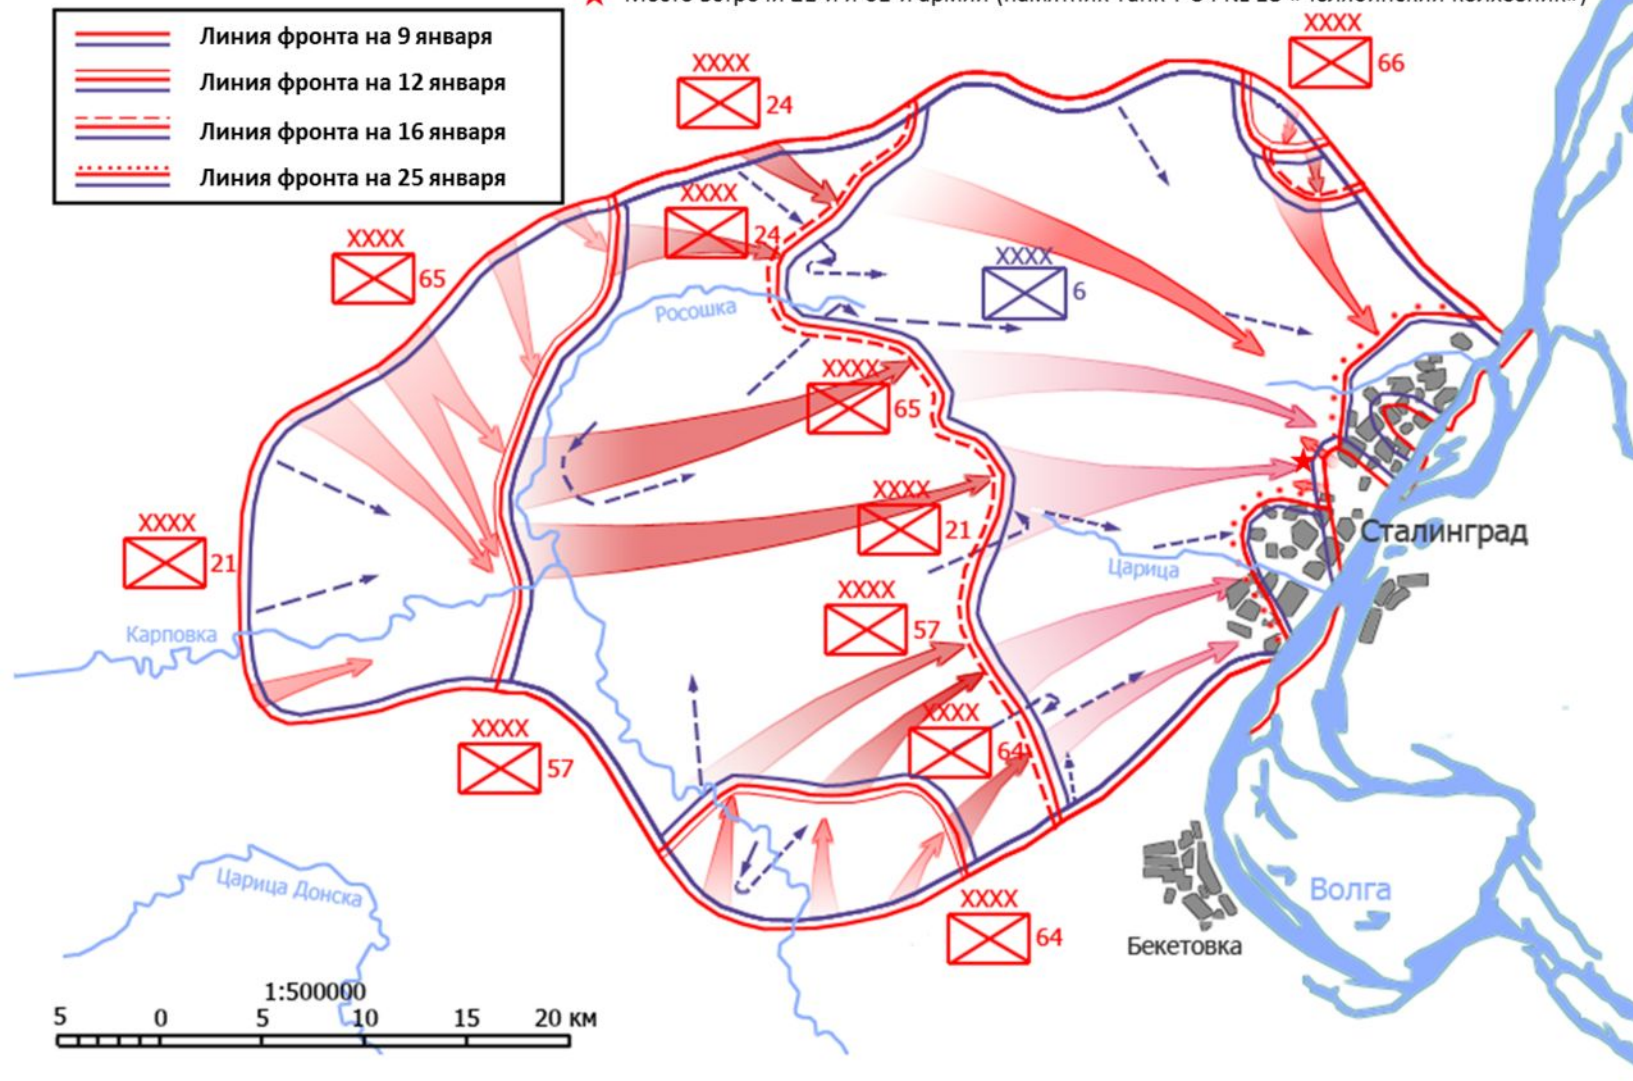 Линия фронта на 9 января
Линия фронта на 12 января
Линия фронта на 16 января
Линия фронта на 25 января
XXXX
66
XXXX
24
XXXX
24
XXXX
65
XXXX
6
Росошка
XXXX
65
XXXX
21
XXXX
21
Сталинград
Царица
XXXX
57
Карповка
XXXX
64
XXXX
57
Царица Донска
XXXX
64
Волга
Бекетовка
1:500000
5 0 5 10 15 20 км